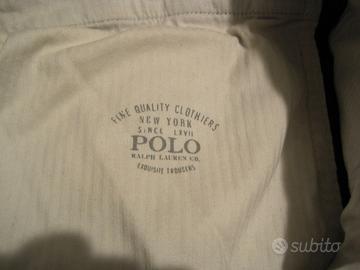 FINE QUALITY CLOTHIERS
NEW YORK
SINCE LXVII
POLO
RALPH LAUREN CO.
EXQUISITE TROUSERS
subito